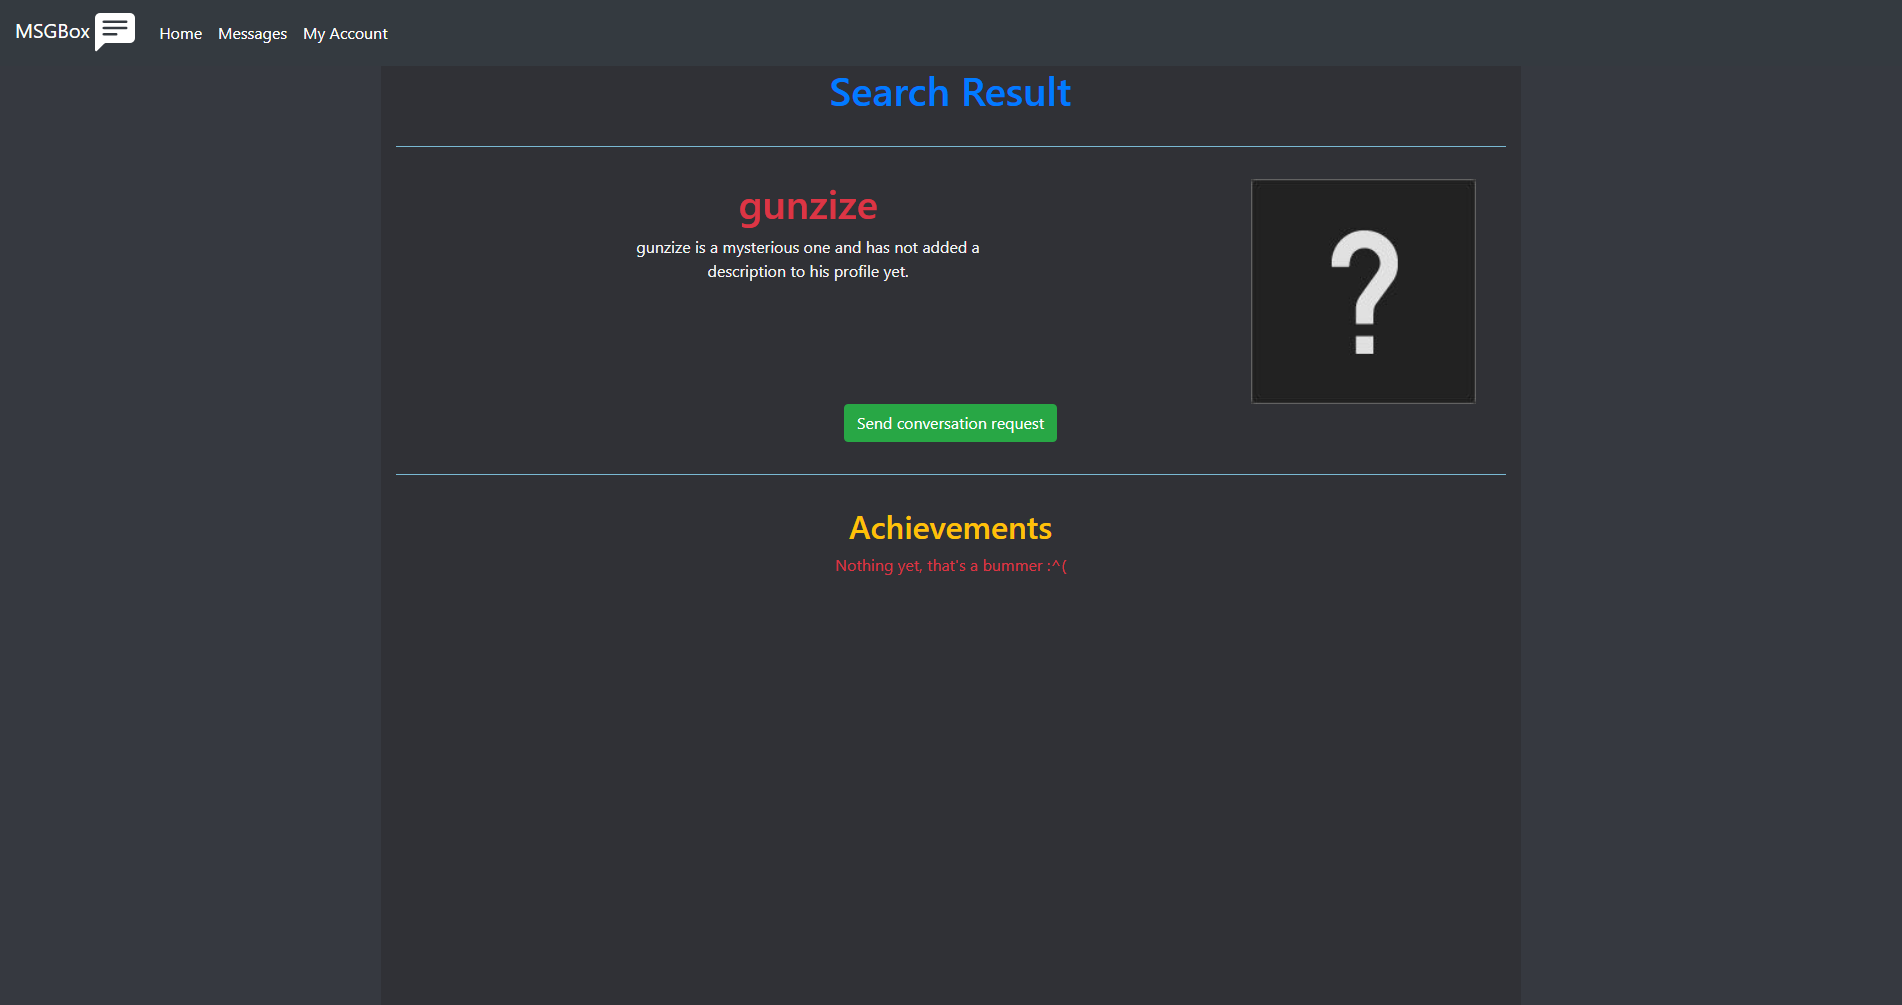 MSGBox
Home Messages My Account
Search Result
gunzize
gunzize is a mysterious one and has not added a
description to his profile yet.
?
Send conversation request
Achievements
Nothing yet, that's a bummer :^(